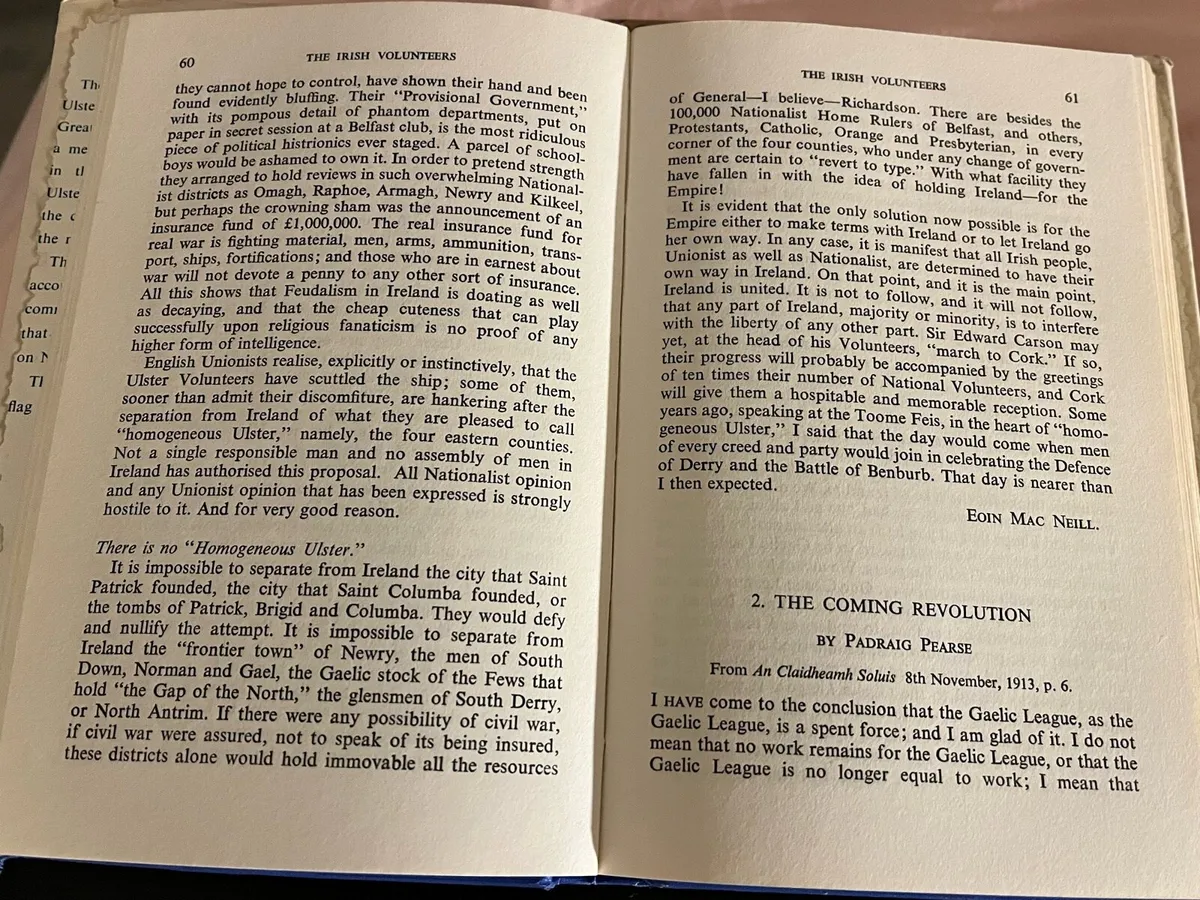 Th
Ulste
Great
a me
in tl
Ulste
the c
the r
Th
acco
comi
that
on N
Tl
flag
60
THE IRISH VOLUNTEERS
they cannot hope to control, have shown their hand and been
found evidently bluffing. Their “Provisional Government,”
with its pompous detail of phantom departments, put on
paper in secret session at a Belfast club, is the most ridiculous
piece of political histrionics ever staged. A parcel of school-
boys would be ashamed to own it. In order to pretend strength
they arranged to hold reviews in such overwhelming National-
ist districts as Omagh, Raphoe, Armagh, Newry and Kilkeel,
but perhaps the crowning sham was the announcement of an
insurance fund of £1,000,000. The real insurance fund for
real war is fighting material, men, arms, ammunition, trans-
port, ships, fortifications; and those who are in earnest about
war will not devote a penny to any other sort of insurance.
All this shows that Feudalism in Ireland is doating as well
as decaying, and that the cheap cuteness that can play
successfully upon religious fanaticism is no proof of any
higher form of intelligence.
English Unionists realise, explicitly or instinctively, that the
Ulster Volunteers have scuttled the ship; some of them,
sooner than admit their discomfiture, are hankering after the
separation from Ireland of what they are pleased to call
“homogeneous Ulster,” namely, the four eastern counties.
Not a single responsible man and no assembly of men in
Ireland has authorised this proposal. All Nationalist opinion
and any Unionist opinion that has been expressed is strongly
hostile to it. And for very good reason.
There is no “Homogeneous Ulster.”
It is impossible to separate from Ireland the city that Saint
Patrick founded, the city that Saint Columba founded, or
the tombs of Patrick, Brigid and Columba. They would defy
and nullify the attempt. It is impossible to separate from
Ireland the “frontier town” of Newry, the men of South
Down, Norman and Gael, the Gaelic stock of the Fews that
hold “the Gap of the North,” the glensmen of South Derry,
or North Antrim. If there were any possibility of civil war,
if civil war were assured, not to speak of its being insured,
these districts alone would hold immovable all the resources
THE IRISH VOLUNTEERS
61
of General—I believe—Richardson. There are besides the
100,000 Nationalist Home Rulers of Belfast, and others,
Protestants, Catholic, Orange and Presbyterian, in every
corner of the four counties, who under any change of govern-
ment are certain to “revert to type.” With what facility they
have fallen in with the idea of holding Ireland—for the
Empire!
It is evident that the only solution now possible is for the
Empire either to make terms with Ireland or to let Ireland go
her own way. In any case, it is manifest that all Irish people,
Unionist as well as Nationalist, are determined to have their
own way in Ireland. On that point, and it is the main point,
Ireland is united. It is not to follow, and it will not follow,
that any part of Ireland, majority or minority, is to interfere
with the liberty of any other part. Sir Edward Carson may
yet, at the head of his Volunteers, “march to Cork.” If so,
their progress will probably be accompanied by the greetings
of ten times their number of National Volunteers, and Cork
will give them a hospitable and memorable reception. Some
years ago, speaking at the Toome Feis, in the heart of “homo-
geneous Ulster,” I said that the day would come when men
of every creed and party would join in celebrating the Defence
of Derry and the Battle of Benburb. That day is nearer than
I then expected.
EOIN MAC NEILL.
2. THE COMING REVOLUTION
BY PADRAIG PEARSE
From An Claidheamh Soluis 8th November, 1913, p. 6.
I HAVE come to the conclusion that the Gaelic League, as the
Gaelic League, is a spent force; and I am glad of it. I do not
mean that no work remains for the Gaelic League, or that the
Gaelic League is no longer equal to work; I mean that